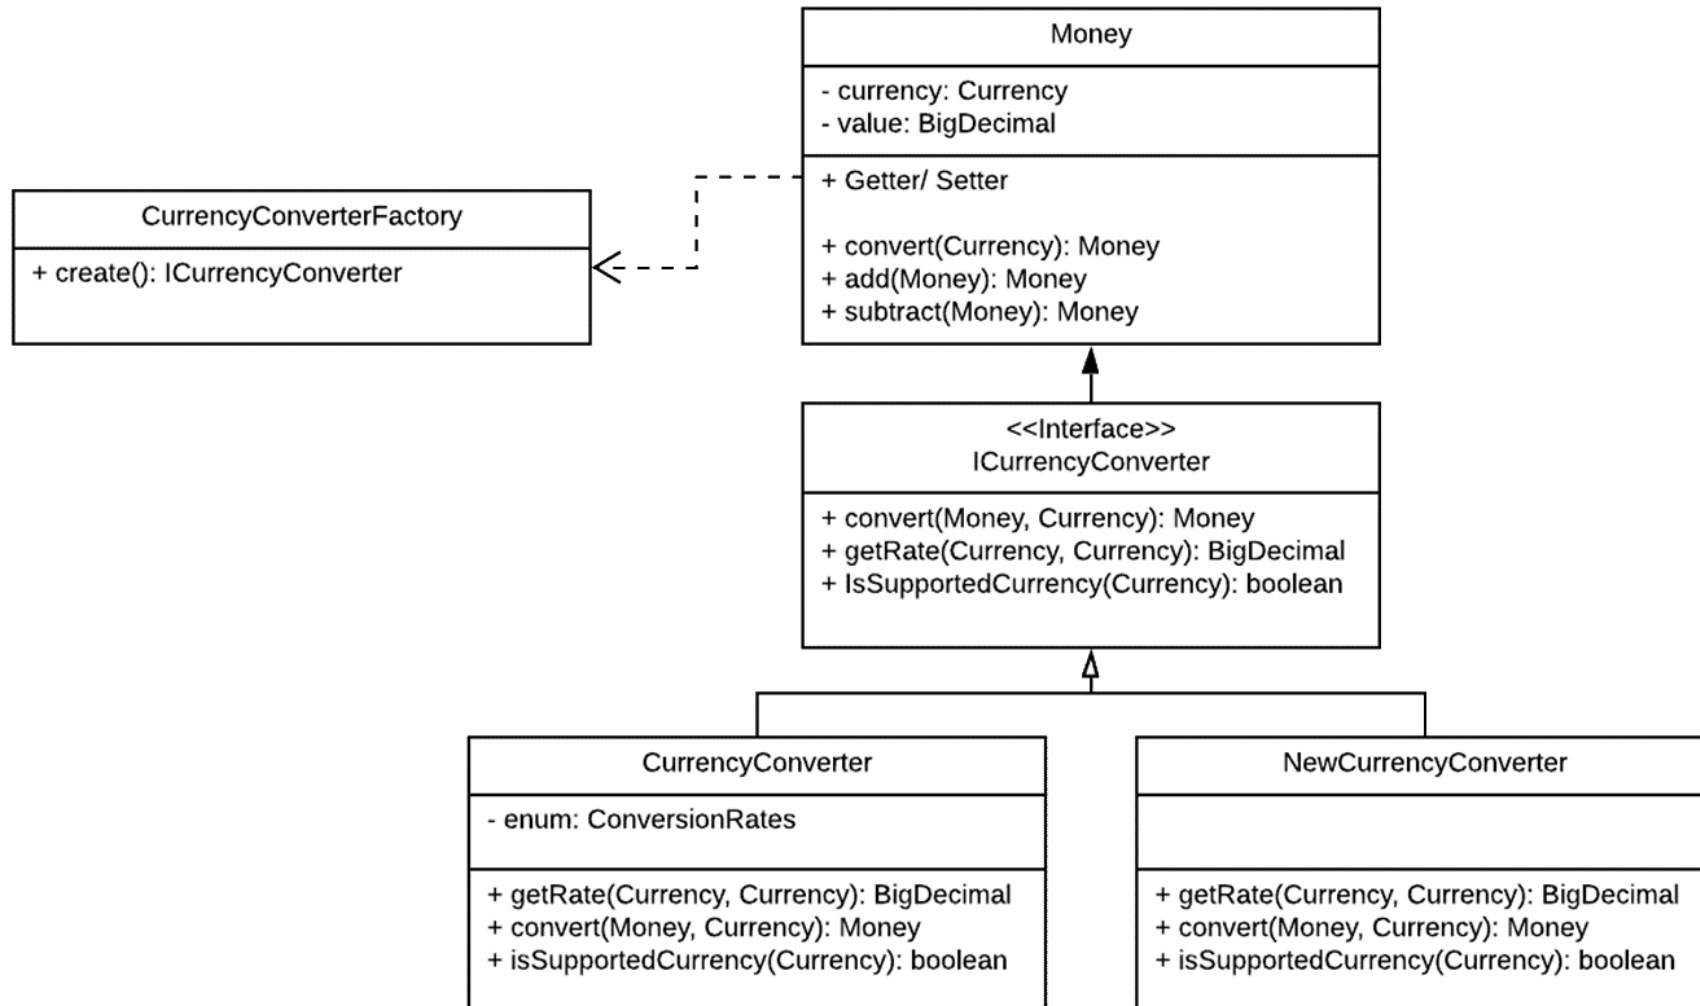 Money
- currency: Currency
- value: BigDecimal
+ Getter/ Setter
+ convert(Currency): Money
+ add(Money): Money
+ subtract(Money): Money
CurrencyConverterFactory
+ create(): ICurrencyConverter
<<Interface>>
ICurrencyConverter
+ convert(Money, Currency): Money
+ getRate(Currency, Currency): BigDecimal
+ IsSupportedCurrency(Currency): boolean
CurrencyConverter
- enum: ConversionRates
+ getRate(Currency, Currency): BigDecimal
+ convert(Money, Currency): Money
+ isSupportedCurrency(Currency): boolean
NewCurrencyConverter
+ getRate(Currency, Currency): BigDecimal
+ convert(Money, Currency): Money
+ isSupportedCurrency(Currency): boolean